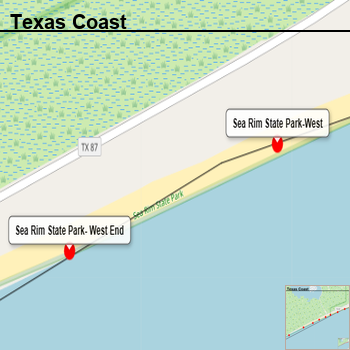 Texas Coast
Sea Rim State Park-West
TX 87
Sea Rim State Park
Sea Rim State Park- West End
Texas Coast